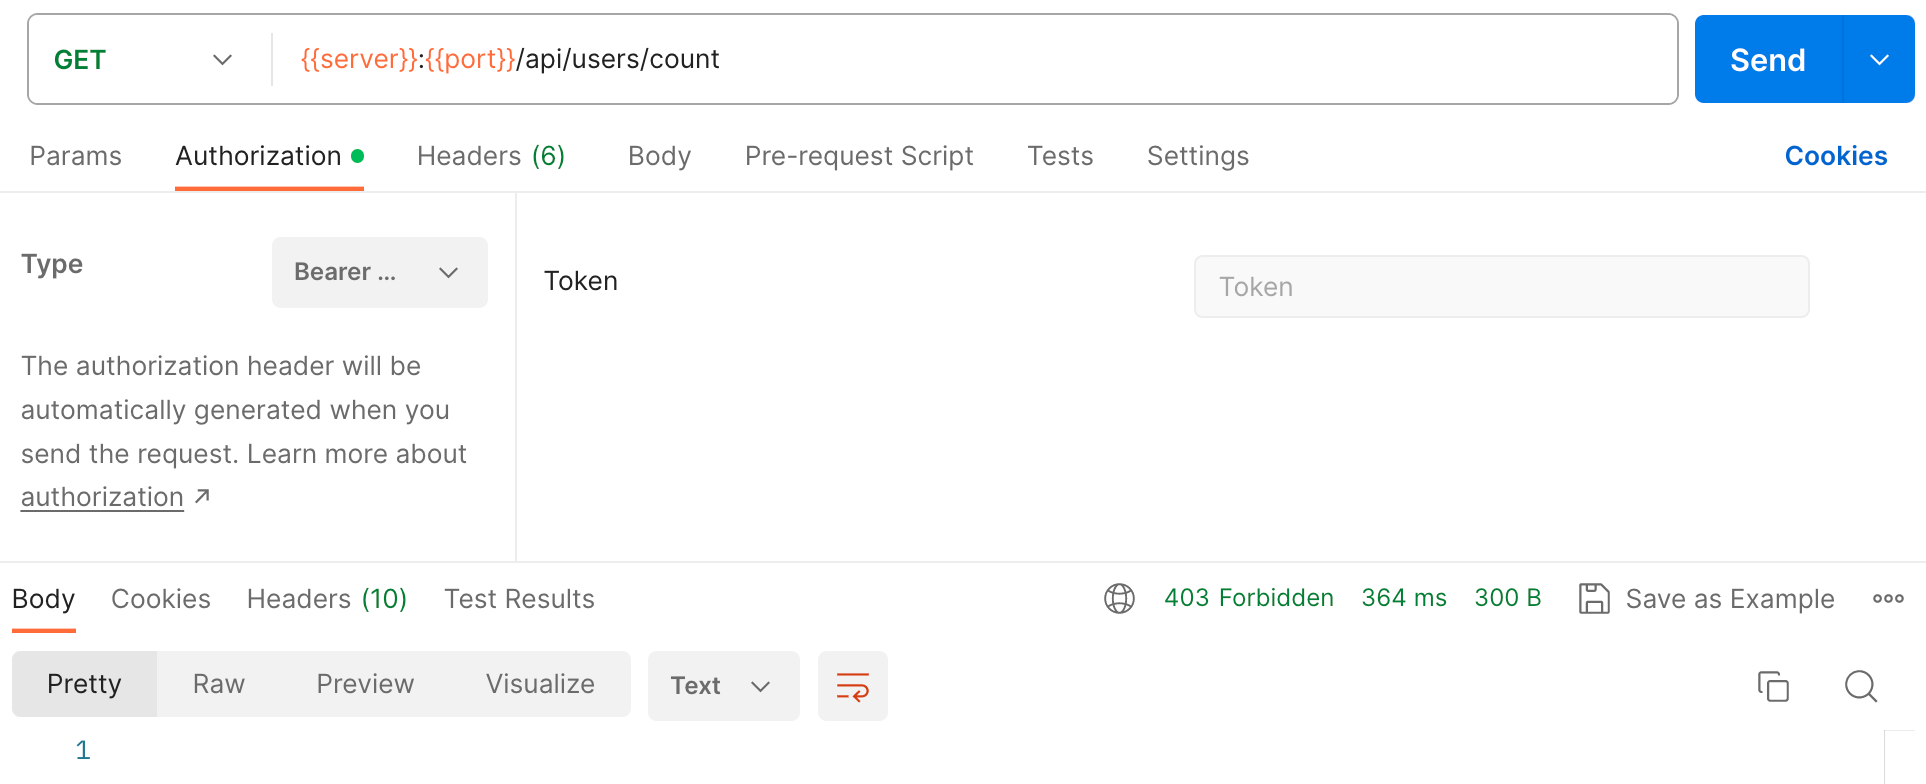 GET {{server}}:{{port}}/api/users/count Send
Params Authorization Headers (6) Body Pre-request Script Tests Settings Cookies
Type Bearer ... Token Token
The authorization header will be
automatically generated when you
send the request. Learn more about
authorization ↗
Body Cookies Headers (10) Test Results 403 Forbidden 364 ms 300 B Save as Example
Pretty Raw Preview Visualize Text
1